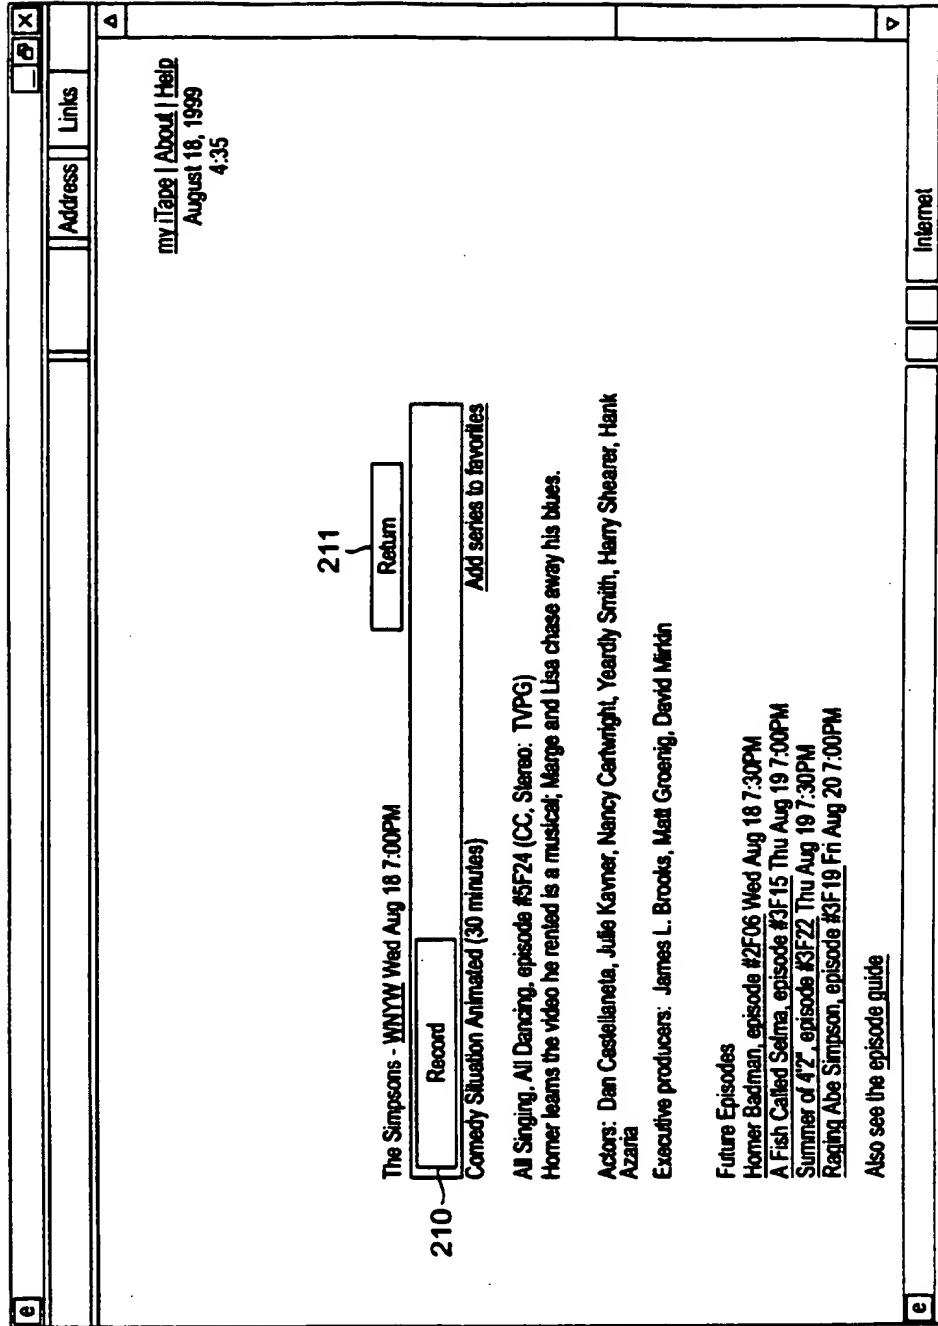 e
Address Links
my iTape | About | Help
August 18, 1999
4:35
211
The Simpsons - WNYW Wed Aug 18 7:00PM
Return
210
Record
Comedy Situation Animated (30 minutes)
Add series to favorites
All Singing, All Dancing, episode #5F24 (CC, Stereo: TVPG)
Homer learns the video he rented is a musical; Marge and Lisa chase away his blues.
Actors: Dan Castellaneta, Julie Kavner, Nancy Cartwright, Yeardly Smith, Harry Shearer, Hank
Azaria
Executive producers: James L. Brooks, Matt Groenig, David Mirkin
Future Episodes
Homer Badman, episode #2F06 Wed Aug 18 7:30PM
A Fish Called Selma, episode #3F15 Thu Aug 19 7:00PM
Summer of 4'2", episode #3F22 Thu Aug 19 7:30PM
Raging Abe Simpson, episode #3F19 Fri Aug 20 7:00PM
Also see the episode guide
e
Internet